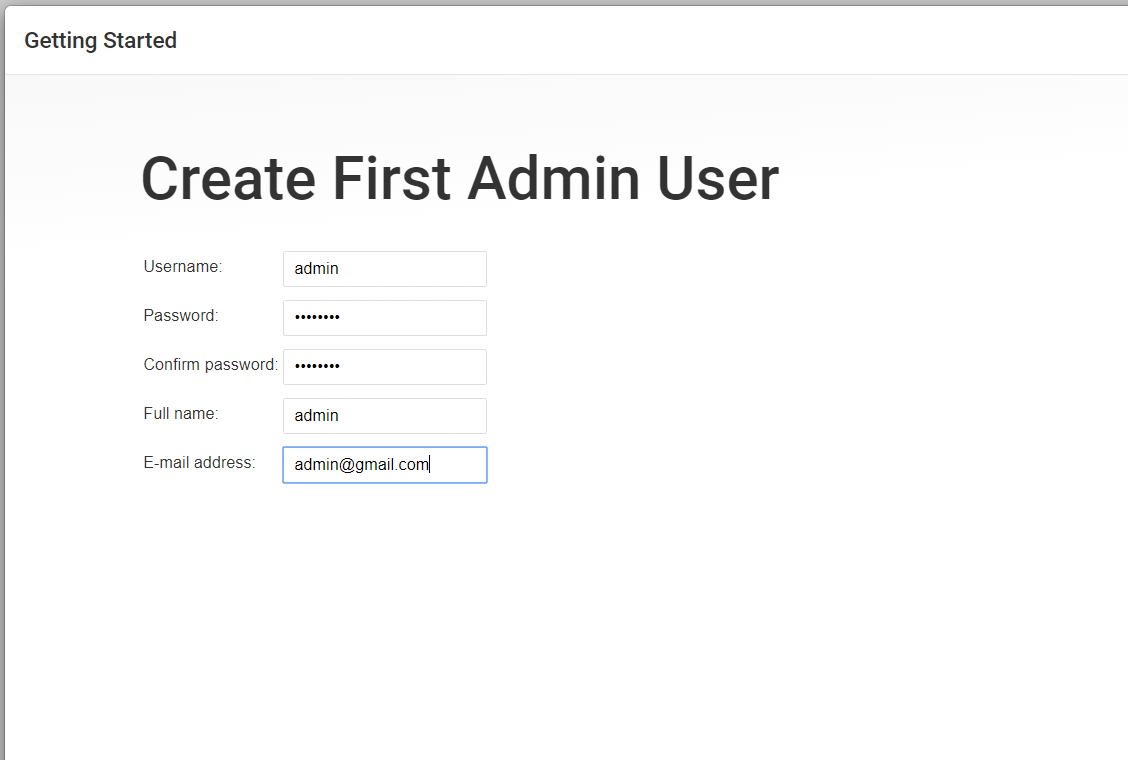 Getting Started
Create First Admin User
Username: admin
Password: ••••••••
Confirm password: ••••••••
Full name: admin
E-mail address: admin@gmail.com